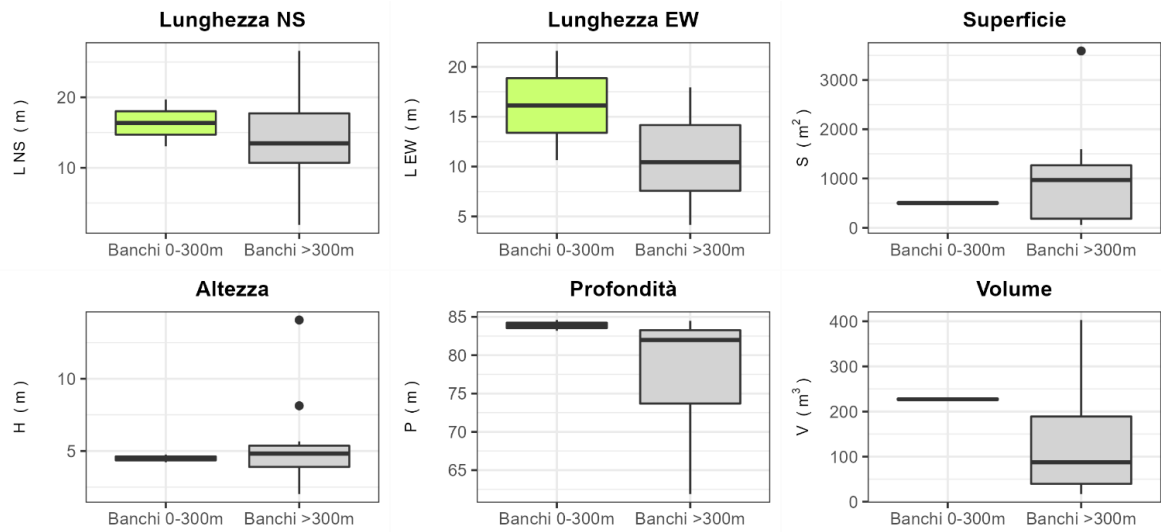 Lunghezza NS
L NS ( m )
20
10
Banchi 0-300m Banchi >300m
Lunghezza EW
L EW ( m )
20
15
10
5
Banchi 0-300m Banchi >300m
Superficie
S ( m² )
3000
2000
1000
0
Banchi 0-300m Banchi >300m
Altezza
H ( m )
10
5
Banchi 0-300m Banchi >300m
Profondità
P ( m )
85
80
75
70
65
Banchi 0-300m Banchi >300m
Volume
V ( m³ )
400
300
200
100
0
Banchi 0-300m Banchi >300m